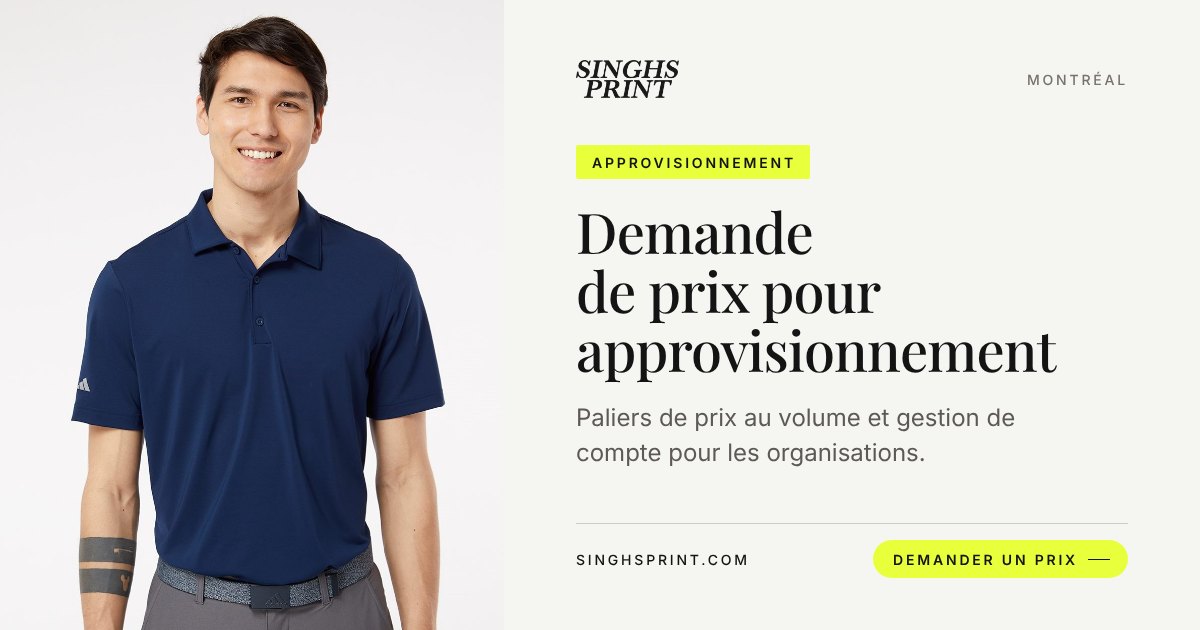 SINGHS
PRINT
MONTRÉAL
APPROVISIONNEMENT
Demande
de prix pour
approvisionnement
Paliers de prix au volume et gestion de
compte pour les organisations.
SINGHSPRINT.COM
DEMANDER UN PRIX